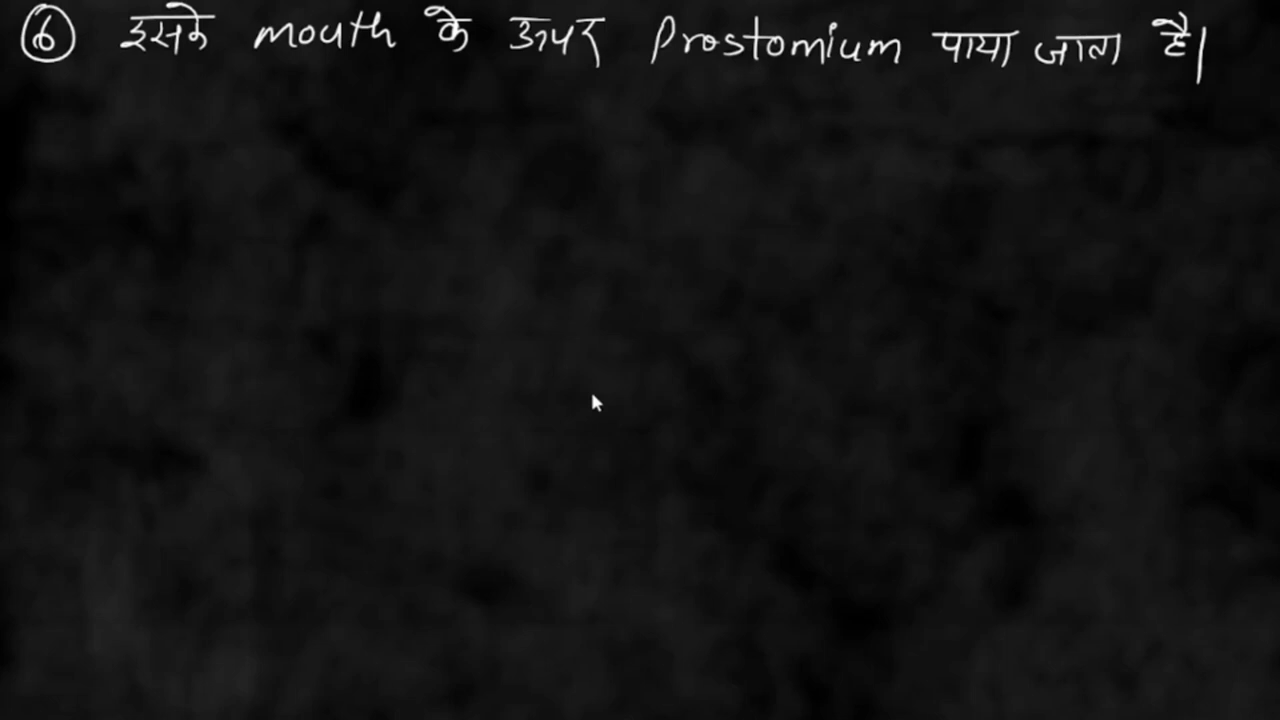 ⑥ इसके mouth के ऊपर Prostomium पाया जाता है।